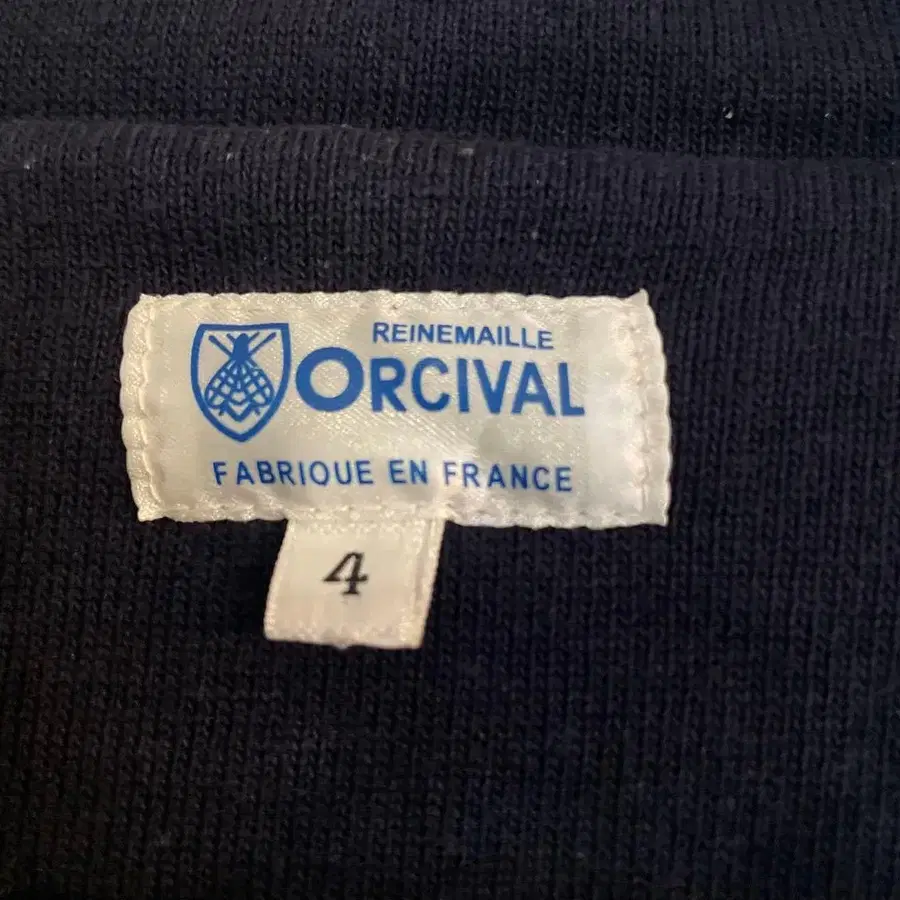 REINEMAILLE
ORCIVAL
FABRIQUE EN FRANCE
4